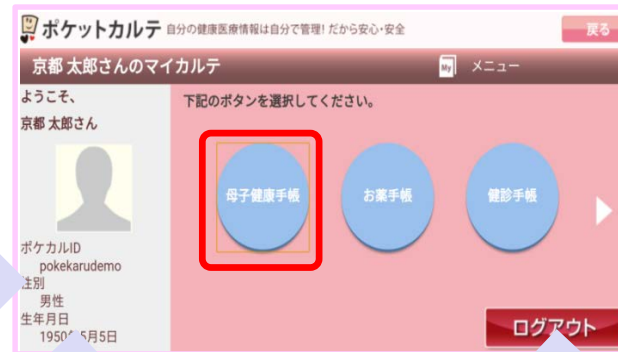 ポケットカルテ 自分の健康医療情報は自分で管理! だから安心・安全
戻る
京都 太郎さんのマイカルテ
My メニュー
ようこそ、
京都 太郎さん
下記のボタンを選択してください。
母子健康手帳
お薬手帳
健診手帳
ポケカルID
pokekarudemo
性別
男性
生年月日
5月5日
ログアウト